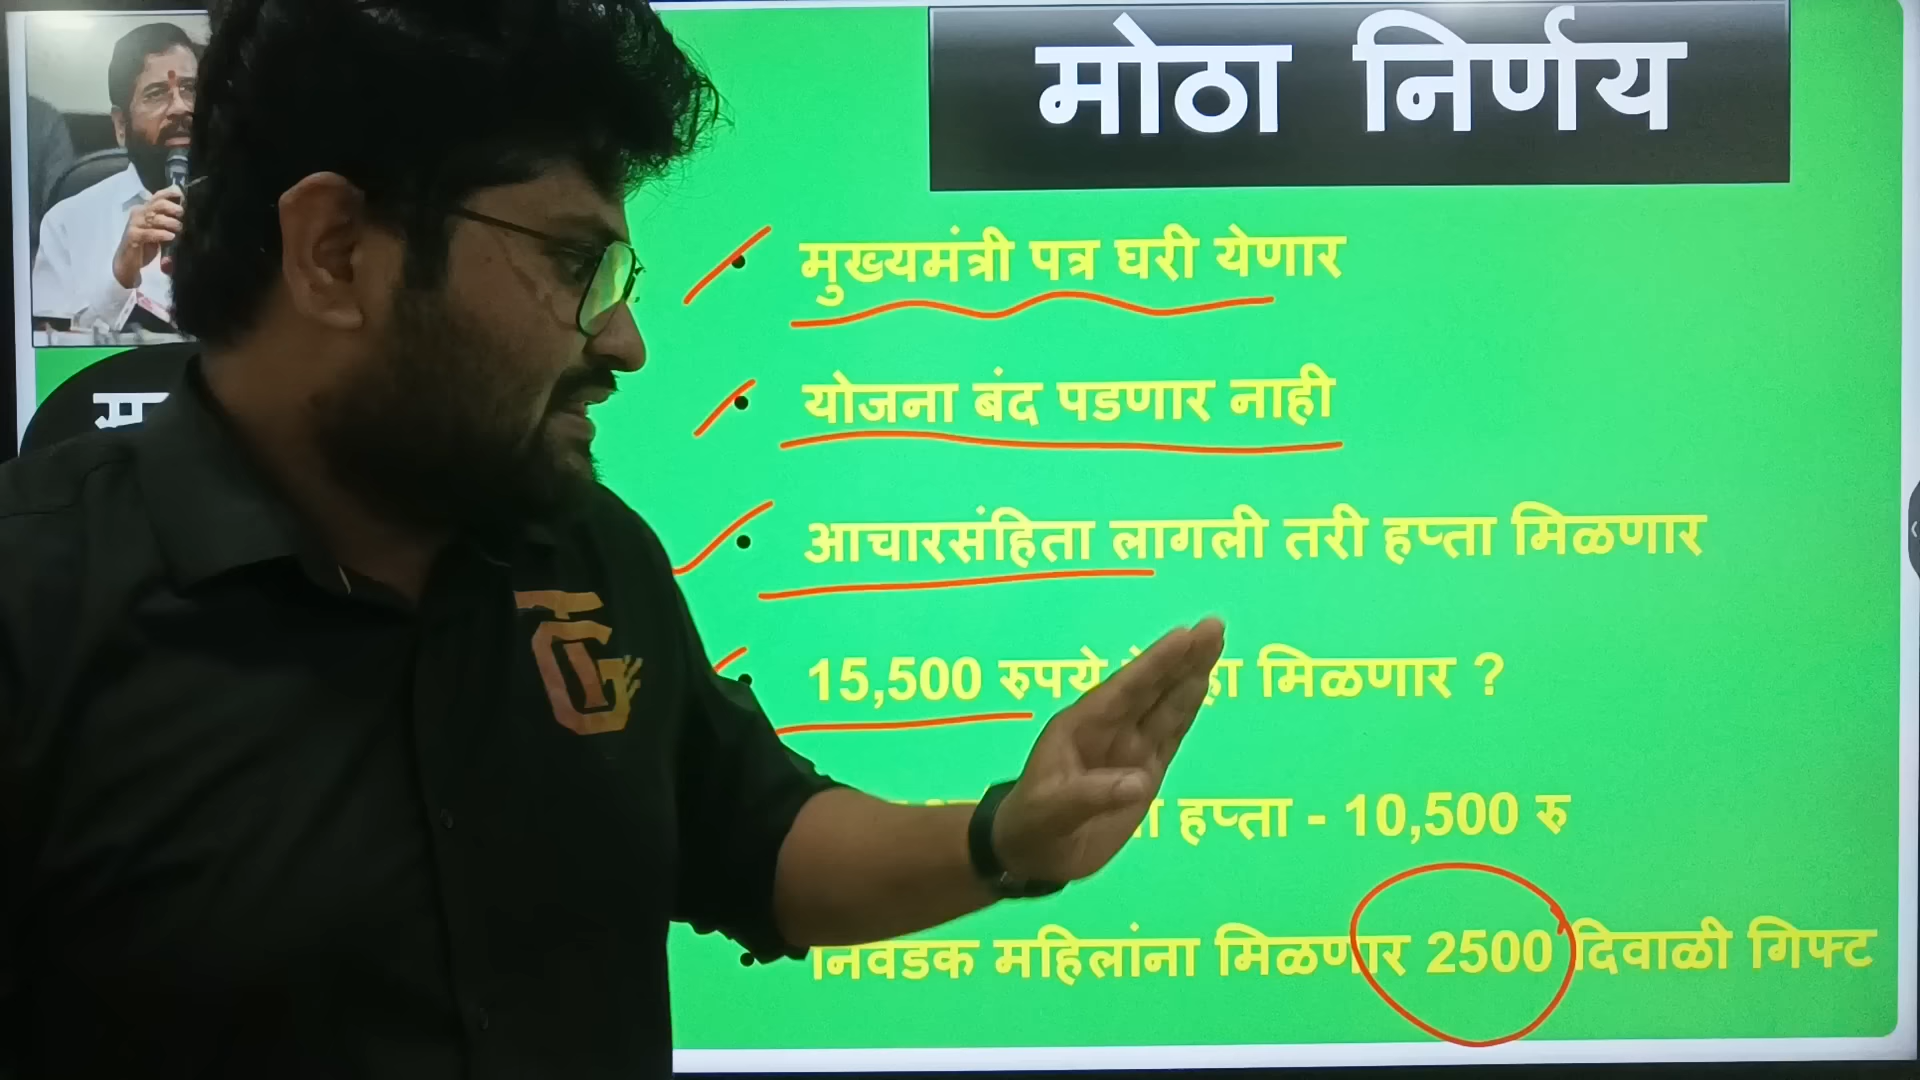 मोठा निर्णय
मुख्यमंत्री पत्र घरी येणार
योजना बंद पडणार नाही
आचारसंहिता लागली तरी हप्ता मिळणार
15,500 रुपये मिळणार ?
हप्ता - 10,500 रु
निवडक महिलांना मिळणार 2500 दिवाळी गिफ्ट